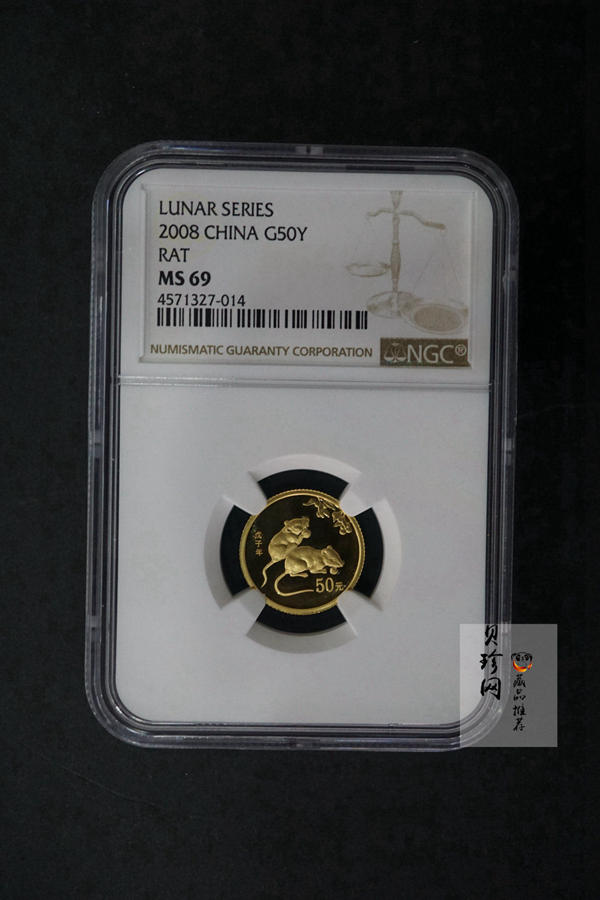 LUNAR SERIES
2008 CHINA G50Y
RAT
MS 69
4571327-014
NUMISMATIC GUARANTY CORPORATION
NGC®
戊子年
50元
贝珍网
藏品推荐